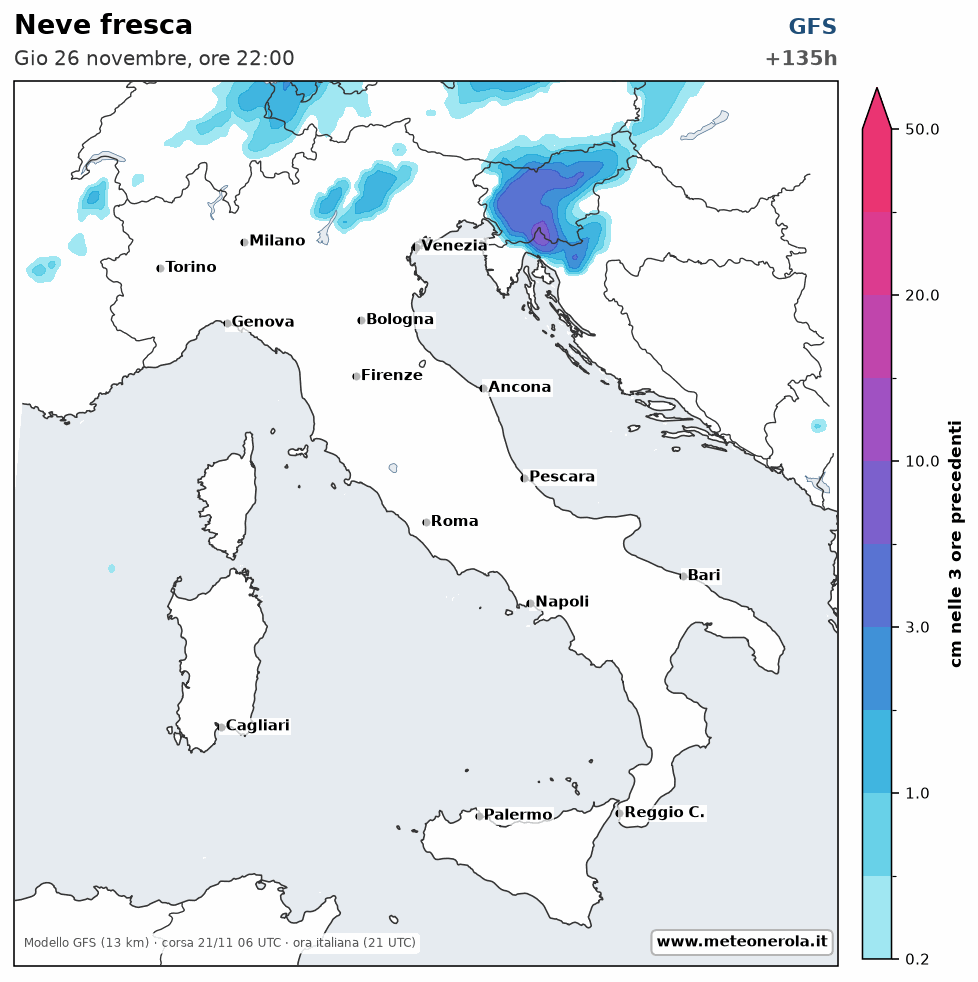 Neve fresca
GFS
Gio 26 novembre, ore 22:00
+135h
50.0
20.0
10.0
3.0
1.0
0.2
cm nelle 3 ore precedenti
Milano
Venezia
Torino
Genova
Bologna
Firenze
Ancona
Pescara
Roma
Bari
Napoli
Cagliari
Palermo
Reggio C.
Modello GFS (13 km) · corsa 21/11 06 UTC · ora italiana (21 UTC)
www.meteonerola.it